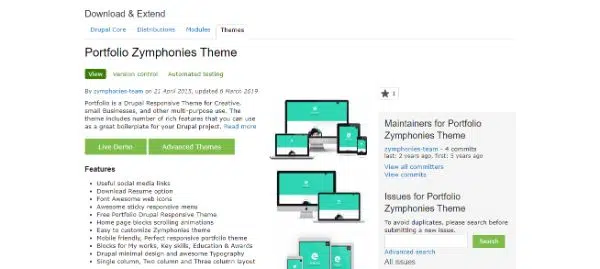 Download & Extend
Drupal Core Distributions Modules Themes
Portfolio Zymphonies Theme
View Version control Automated testing
By zymphonies-team on 21 April 2015, updated 6 March 2019
Portfolio is a Drupal Responsive Theme for Creative,
small Businesses, and other multi-purpose use. The
theme includes number of rich features that you can use
as a great boilerplate for your Drupal project. Read more
Live Demo Advanced Themes
Features
Useful social media links
Download Resume option
Font Awesome web icons
Awesome sticky responsive menu
Free Portfolio Drupal Responsive Theme
Home page blocks scrolling animations
Easy to customize Zymphonies theme
Mobile friendly, Perfect responsive portfolio theme
Blocks for My works, Key skills, Education & Awards
Drupal minimal design and awesome Typography
Single column, Two column and Three column layout
Maintainers for Portfolio
Zymphonies Theme
zymphonies-team – 4 commits
last: 2 years ago, first: 5 years ago
View all committers
View commits
Issues for Portfolio
Zymphonies Theme
To avoid duplicates, please search before
submitting a new issue.
Search
Advanced search
All issues